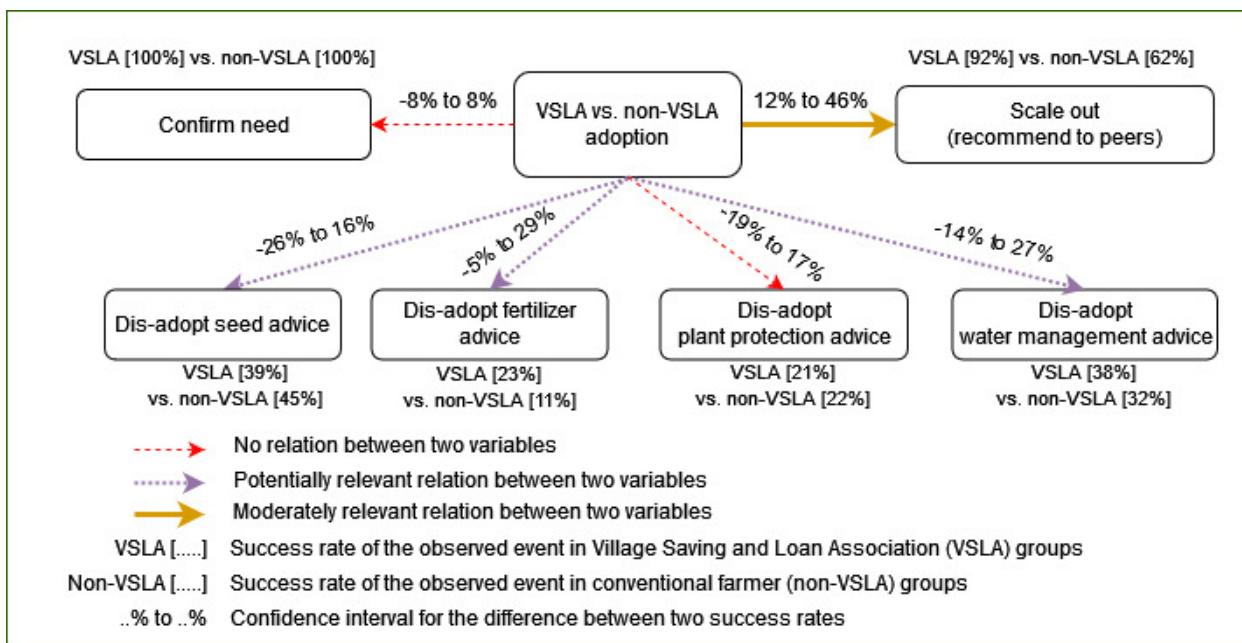 VSLA [100%] vs. non-VSLA [100%]
VSLA [92%] vs. non-VSLA [62%]
Confirm need
-8% to 8%
VSLA vs. non-VSLA
adoption
12% to 46%
Scale out
(recommend to peers)
-26% to 16%
-5% to 29%
-19% to 17%
-14% to 27%
Dis-adopt seed advice
Dis-adopt fertilizer
advice
Dis-adopt
plant protection advice
Dis-adopt
water management advice
VSLA [39%]
vs. non-VSLA [45%]
VSLA [23%]
vs. non-VSLA [11%]
VSLA [21%]
vs. non-VSLA [22%]
VSLA [38%]
vs. non-VSLA [32%]
No relation between two variables
Potentially relevant relation between two variables
Moderately relevant relation between two variables
VSLA [.....] Success rate of the observed event in Village Saving and Loan Association (VSLA) groups
Non-VSLA [.....] Success rate of the observed event in conventional farmer (non-VSLA) groups
..% to ..% Confidence interval for the difference between two success rates